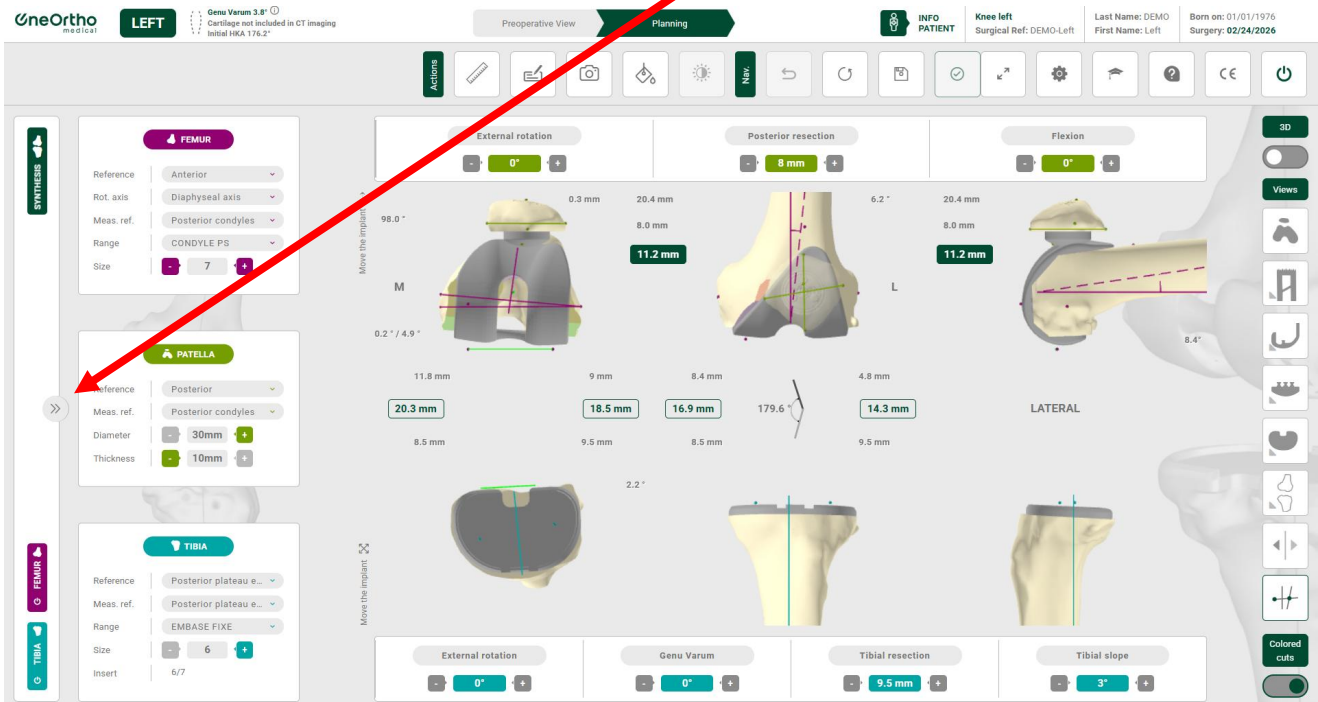 OneOrtho
medical
LEFT
Genu Varum 3.8°
Cartilage not included in CT imaging
Initial HKA 176.2°
Preoperative View
Planning
INFO
PATIENT
Knee left
Surgical Ref: DEMO-Left
Last Name: DEMO
First Name: Left
Born on: 01/01/1976
Surgery: 02/24/2026
Actions
Nav.
CE
SYNTHESIS
FEMUR
Reference Anterior
Rot. axis Diaphyseal axis
Meas. ref. Posterior condyles
Range CONDYLE PS
Size - 7 +
PATELLA
Reference Posterior
Meas. ref. Posterior condyles
Diameter - 30mm +
Thickness - 10mm +
TIBIA
Reference Posterior plateau e...
Meas. ref. Posterior plateau e...
Range EMBASE FIXE
Size - 6 +
Insert 6/7
FEMUR
TIBIA
External rotation
- 0° +
Posterior resection
- 8 mm +
Flexion
- 0° +
Move the implant
98.0 °
0.3 mm
20.4 mm
8.0 mm
11.2 mm
6.2 °
20.4 mm
8.0 mm
11.2 mm
M
L
0.2 ° / 4.9 °
8.4°
11.8 mm
9 mm
8.4 mm
4.8 mm
20.3 mm
18.5 mm
16.9 mm
179.6 °
14.3 mm
LATERAL
8.5 mm
9.5 mm
8.5 mm
9.5 mm
2.2 °
Move the implant
External rotation
- 0° +
Genu Varum
- 0° +
Tibial resection
- 9.5 mm +
Tibial slope
- 3° +
3D
Views
Colored
cuts